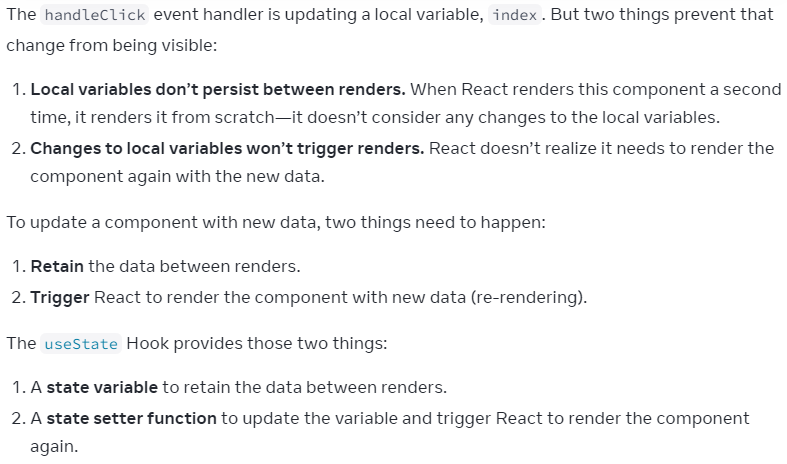 The handleClick event handler is updating a local variable, index. But two things prevent that
change from being visible:
1. Local variables don’t persist between renders. When React renders this component a second
time, it renders it from scratch—it doesn’t consider any changes to the local variables.
2. Changes to local variables won’t trigger renders. React doesn’t realize it needs to render the
component again with the new data.
To update a component with new data, two things need to happen:
1. Retain the data between renders.
2. Trigger React to render the component with new data (re-rendering).
The useState Hook provides those two things:
1. A state variable to retain the data between renders.
2. A state setter function to update the variable and trigger React to render the component
again.